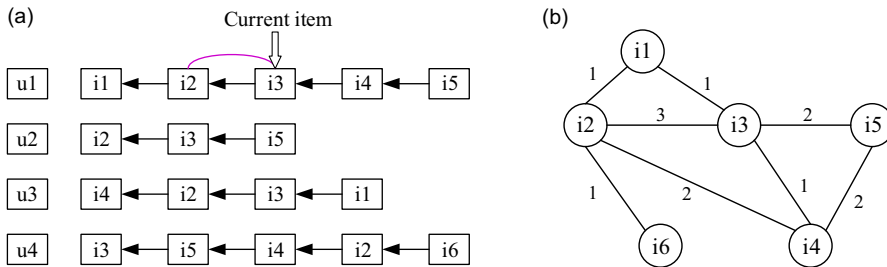 (a)
Current item
u1 i1 i2 i3 i4 i5
u2 i2 i3 i5
u3 i4 i2 i3 i1
u4 i3 i5 i4 i2 i6
(b)
i1
1 1
i2 3 i3 2 i5
1 2 1 2
i6 i4